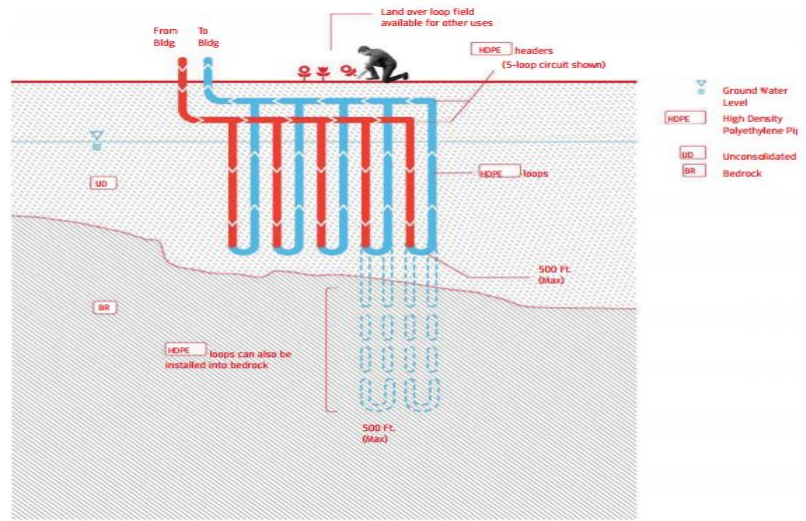 Land over loop field
available for other uses
From
Bldg
To
Bldg
HDPE headers
(5-loop circuit shown)
Ground Water
Level
HDPE High Density
Polyethylene Pip
UD Unconsolidated
BR Bedrock
HDPE loops
UD
500 Ft.
(Max)
BR
HDPE loops can also be
installed into bedrock
500 Ft.
(Max)